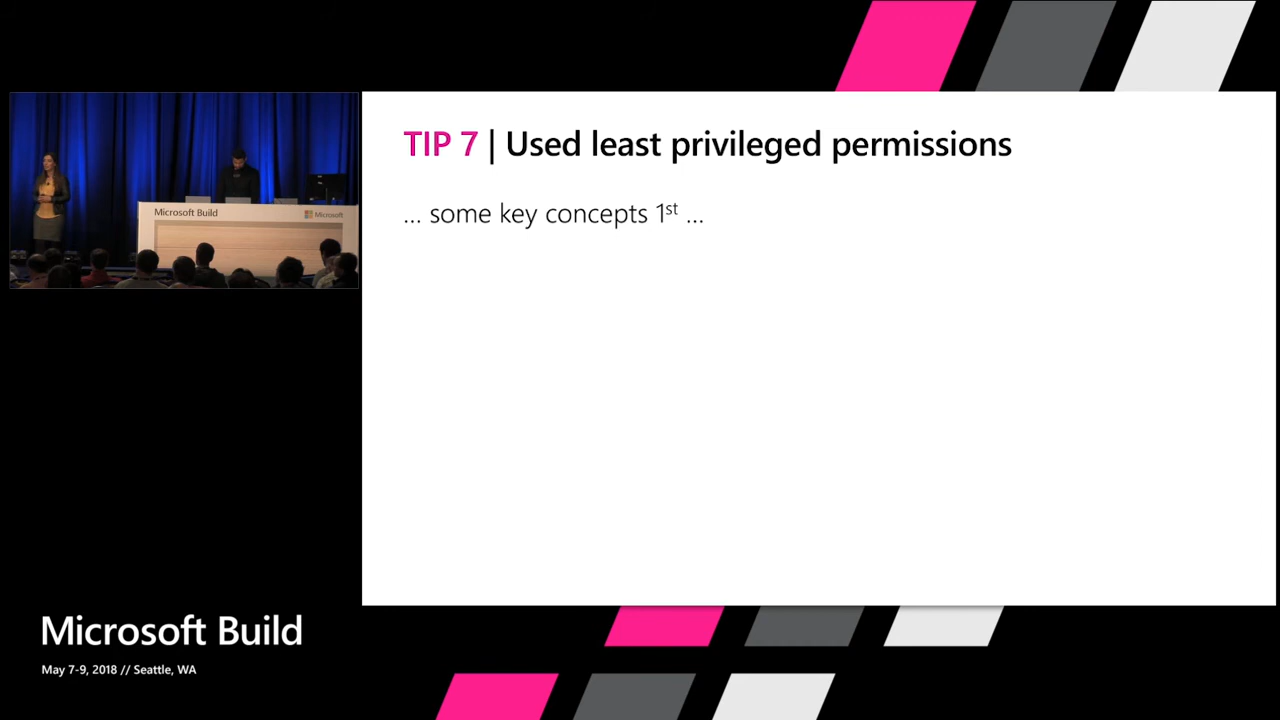 TIP 7 | Used least privileged permissions
... some key concepts 1st ...
Microsoft Build
Microsoft
Microsoft Build
May 7-9, 2018 // Seattle, WA